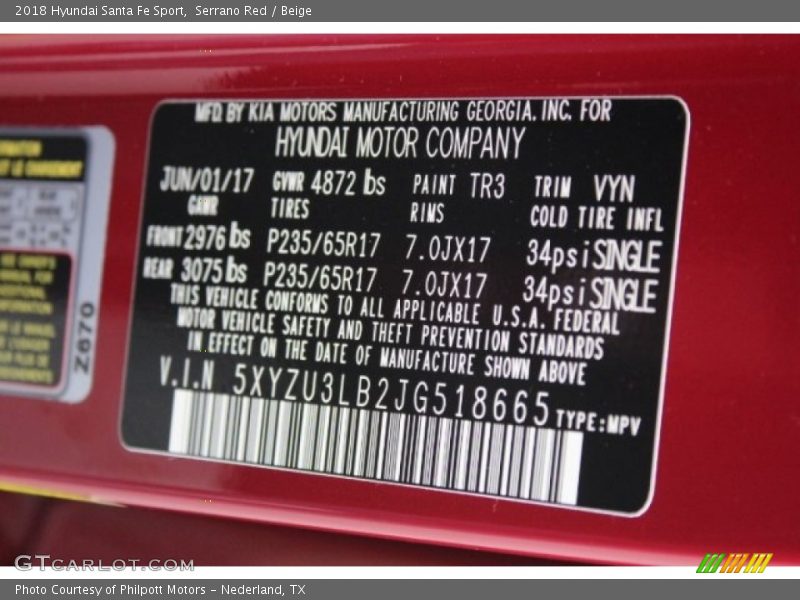 2018 Hyundai Santa Fe Sport, Serrano Red / Beige
MFD. BY KIA MOTORS MANUFACTURING GEORGIA. INC. FOR
HYUNDAI MOTOR COMPANY
JUN/01/17 GVWR 4872 lbs PAINT TR3 TRIM VYN
GAWR TIRES RIMS COLD TIRE INFL
FRONT 2976 lbs P235/65R17 7.0JX17 34psi SINGLE
REAR 3075 lbs P235/65R17 7.0JX17 34psi SINGLE
THIS VEHICLE CONFORMS TO ALL APPLICABLE U.S.A. FEDERAL
MOTOR VEHICLE SAFETY AND THEFT PREVENTION STANDARDS
IN EFFECT ON THE DATE OF MANUFACTURE SHOWN ABOVE
V.I.N 5XYZU3LB2JG518665 TYPE:MPV
Z670
GTCARLOT.COM
Photo Courtesy of Philpott Motors - Nederland, TX